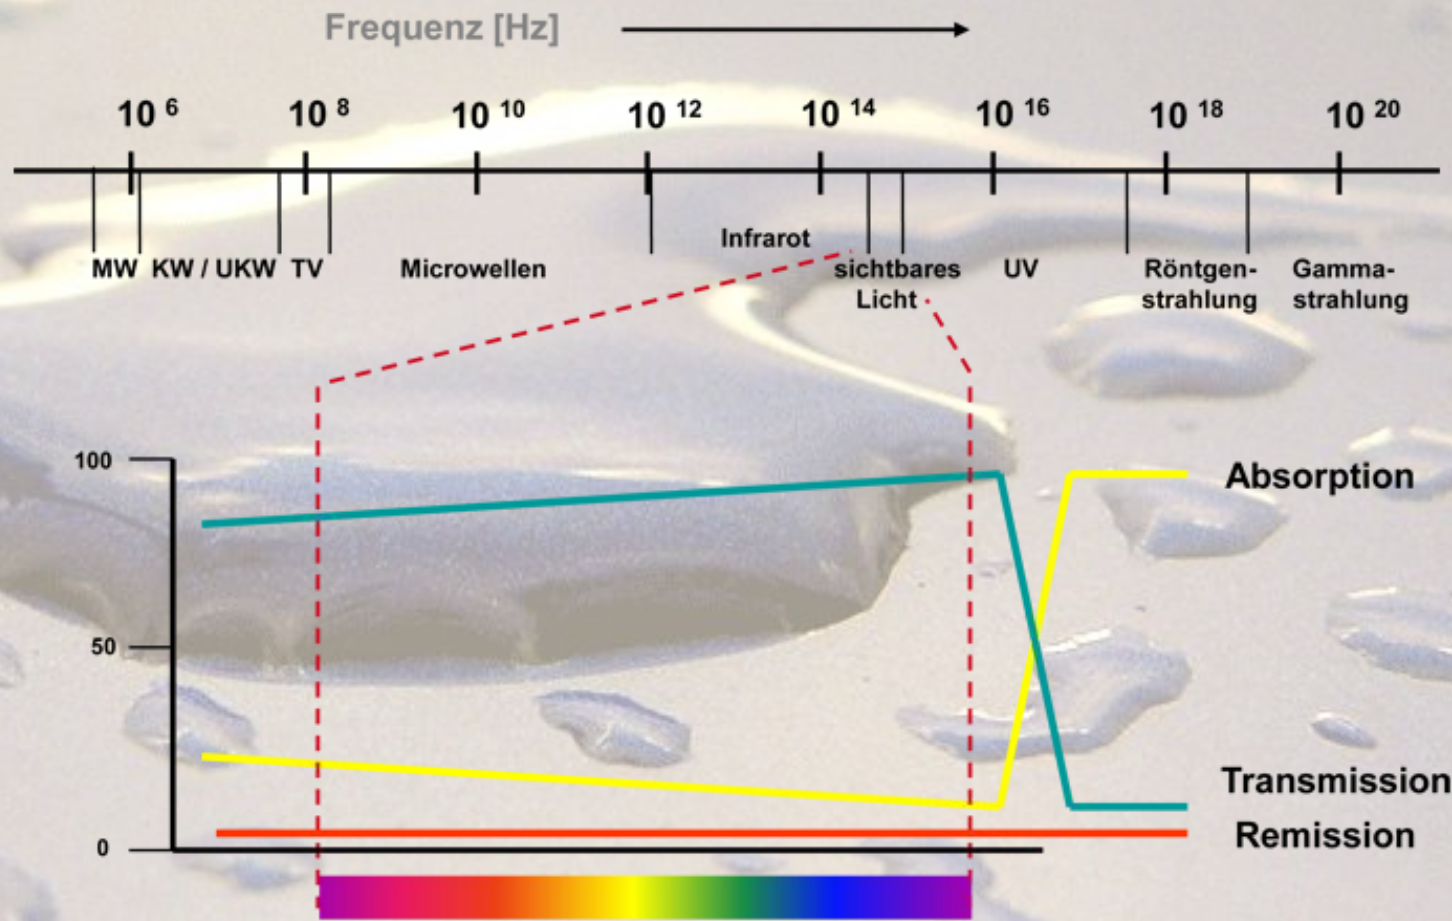 Frequenz [Hz]
10 6 10 8 10 10 10 12 10 14 10 16 10 18 10 20
Infrarot
MW KW / UKW TV Microwellen sichtbares UV Röntgen- Gamma-
Licht strahlung strahlung
100
Absorption
50
Transmission
Remission
0